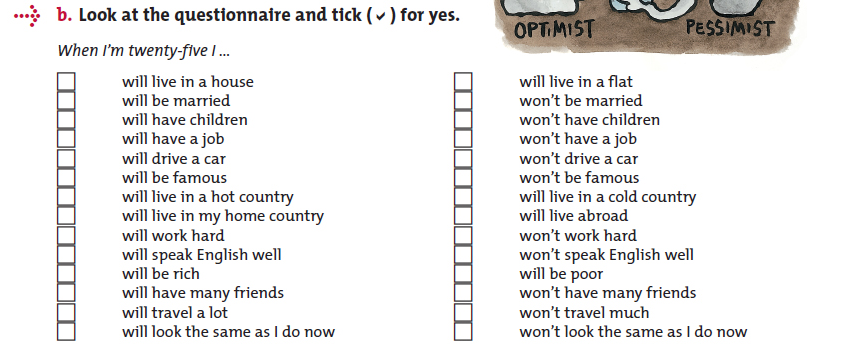 OPTiMIST PESSiMIST
b. Look at the questionnaire and tick (✓) for yes.
When I'm twenty-five I ...
will live in a house
will be married
will have children
will have a job
will drive a car
will be famous
will live in a hot country
will live in my home country
will work hard
will speak English well
will be rich
will have many friends
will travel a lot
will look the same as I do now
will live in a flat
won't be married
won't have children
won't have a job
won't drive a car
won't be famous
will live in a cold country
will live abroad
won't work hard
won't speak English well
will be poor
won't have many friends
won't travel much
won't look the same as I do now